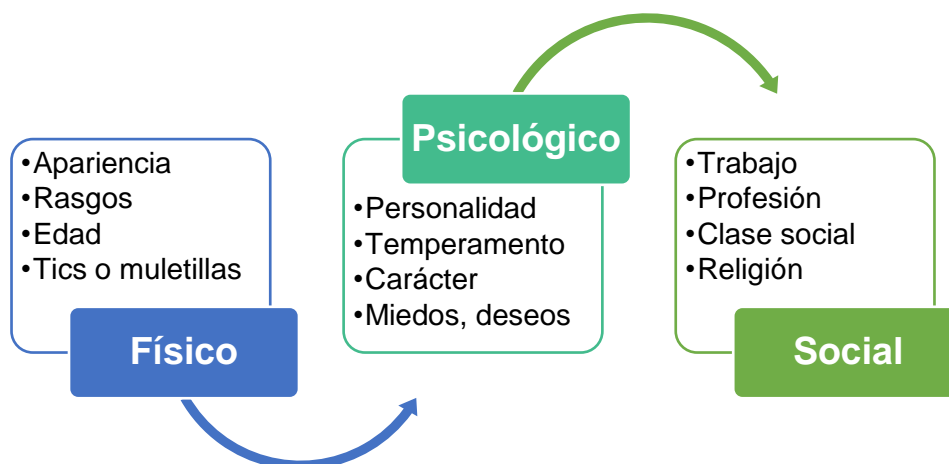 •Apariencia
•Rasgos
•Edad
•Tics o muletillas
Físico
Psicológico
•Personalidad
•Temperamento
•Carácter
•Miedos, deseos
•Trabajo
•Profesión
•Clase social
•Religión
Social